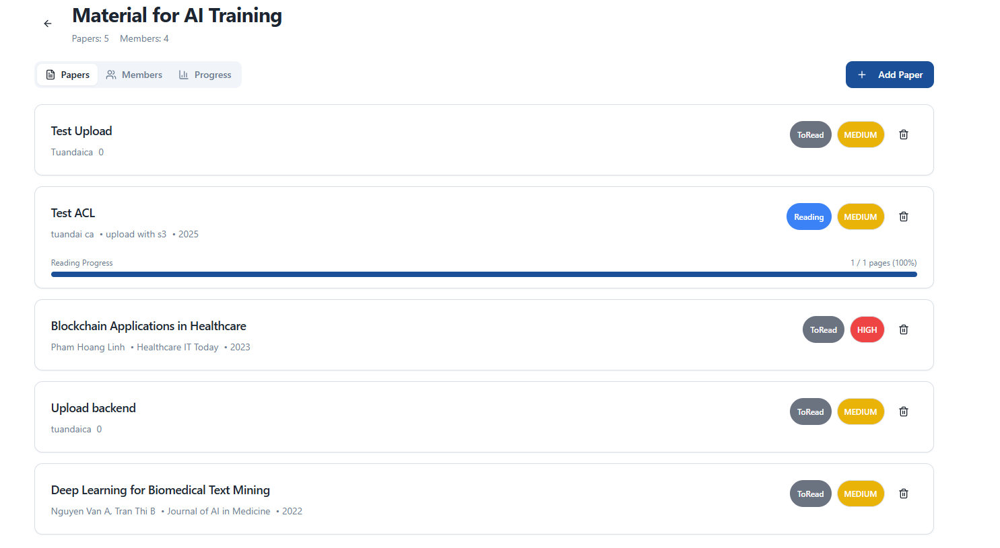 Material for AI Training
Papers: 5 Members: 4
Papers Members Progress
Add Paper
Test Upload
ToRead MEDIUM
Tuandaica 0
Test ACL
Reading MEDIUM
tuandai ca • upload with s3 • 2025
Reading Progress 1 / 1 pages (100%)
Blockchain Applications in Healthcare
ToRead HIGH
Pham Hoang Linh • Healthcare IT Today • 2023
Upload backend
ToRead MEDIUM
tuandaica 0
Deep Learning for Biomedical Text Mining
ToRead MEDIUM
Nguyen Van A, Tran Thi B • Journal of AI in Medicine • 2022